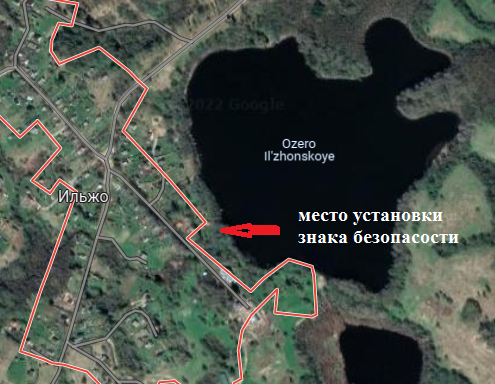 2022 Google
Ozero
Il'zhonskoye
Ильжо
место установки
знака безопасости